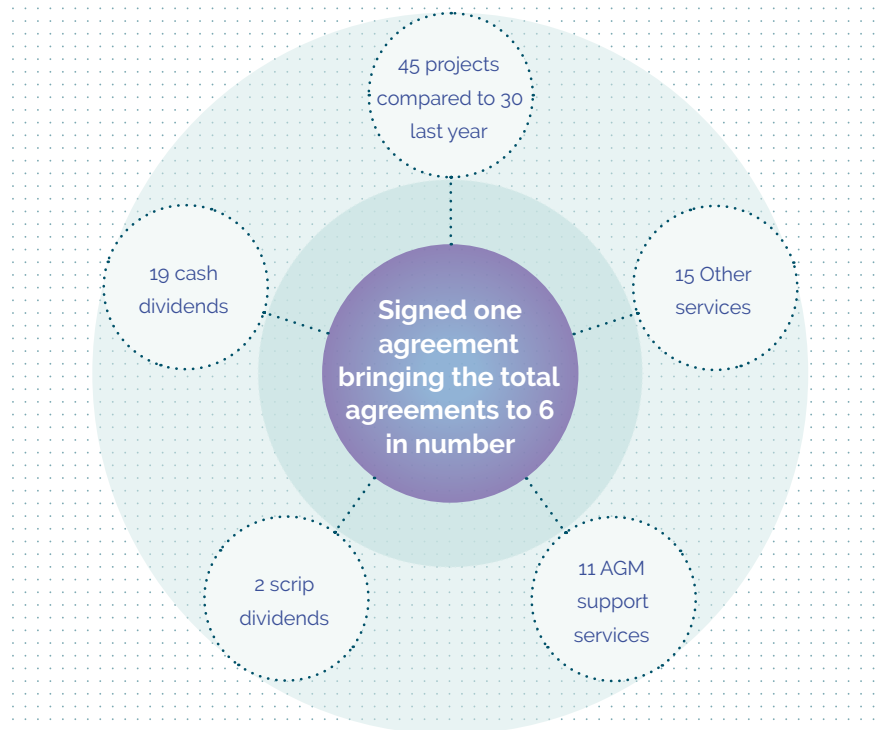 45 projects
compared to 30
last year
19 cash
dividends
15 Other
services
Signed one
agreement
bringing the total
agreements to 6
in number
2 scrip
dividends
11 AGM
support
services